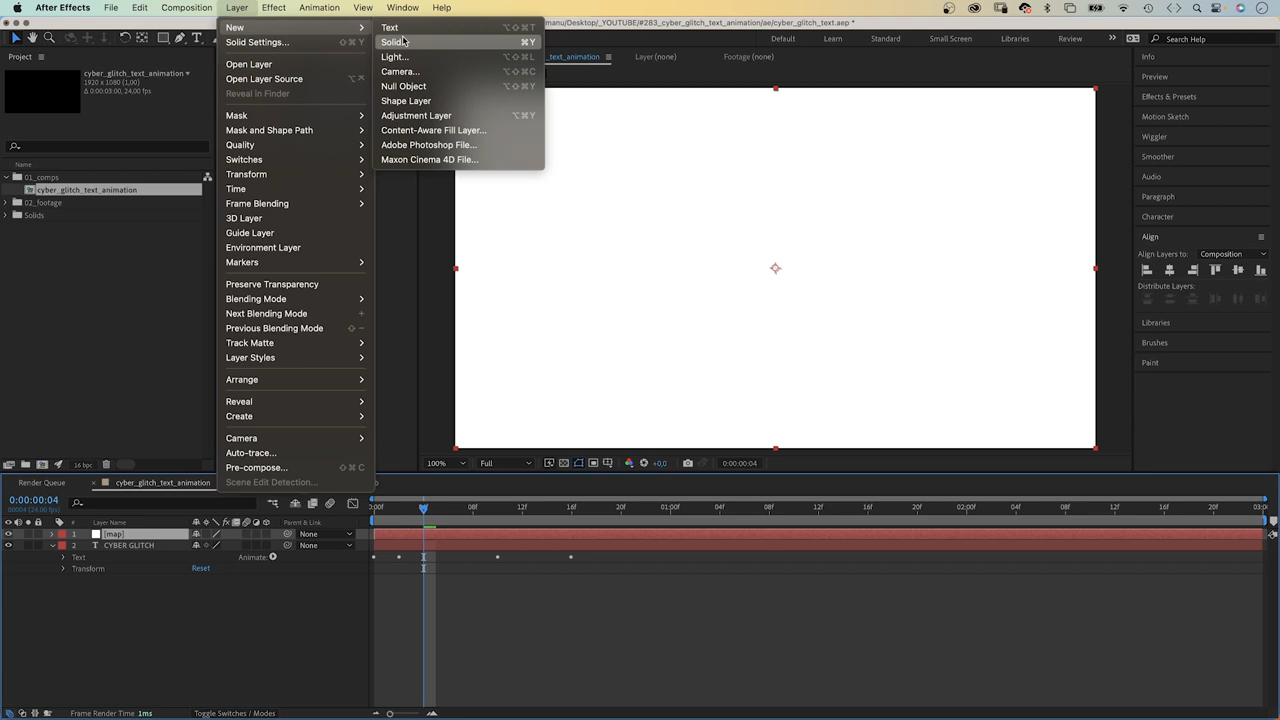 After Effects File Edit Composition Layer Effect Animation View Window Help
manu/Desktop/_YOUTUBE/#283_cyber_glitch_text_animation/ae/cyber_glitch_text.aep *
Default Learn Standard Small Screen Libraries Review Search Help
Project
cyber_glitch_text_animation
1920 x 1080 (1,00)
Δ 0:00:03:00, 24,00 fps
Name
01_comps
cyber_glitch_text_animation
02_footage
Solids
16 bpc
New
Solid Settings... ⇧⌘Y
Open Layer
Open Layer Source
Reveal in Finder
Mask
Mask and Shape Path
Quality
Switches
Transform
Time
Frame Blending
3D Layer
Guide Layer
Environment Layer
Markers
Preserve Transparency
Blending Mode
Next Blending Mode
Previous Blending Mode
Track Matte
Layer Styles
Arrange
Reveal
Create
Camera
Auto-trace...
Pre-compose... ⇧⌘C
Scene Edit Detection...
Text ⌥⇧⌘T
Solid... ⌘Y
Light... ⌥⇧⌘L
Camera... ⌥⇧⌘C
Null Object ⌥⇧⌘Y
Shape Layer
Adjustment Layer ⌥⌘Y
Content-Aware Fill Layer...
Adobe Photoshop File...
Maxon Cinema 4D File...
_text_animation Layer (none) Footage (none)
100% Full +0,0 0:00:00:04
Info
Preview
Effects & Presets
Motion Sketch
Wiggler
Smoother
Audio
Paragraph
Character
Align
Align Layers to: Composition
Distribute Layers:
Libraries
Brushes
Paint
Render Queue cyber_glitch_text_animation
0:00:00:04
00004 (24.00 fps)
# Layer Name Parent & Link
1 [map] None
2 T CYBER GLITCH None
Text Animate:
Transform Reset
:00F 20F 01:00F 04F 08F 12F 16F 20F 02:00F 04F 08F 12F 16F 20F 03:0
Frame Render Time 1ms Toggle Switches / Modes